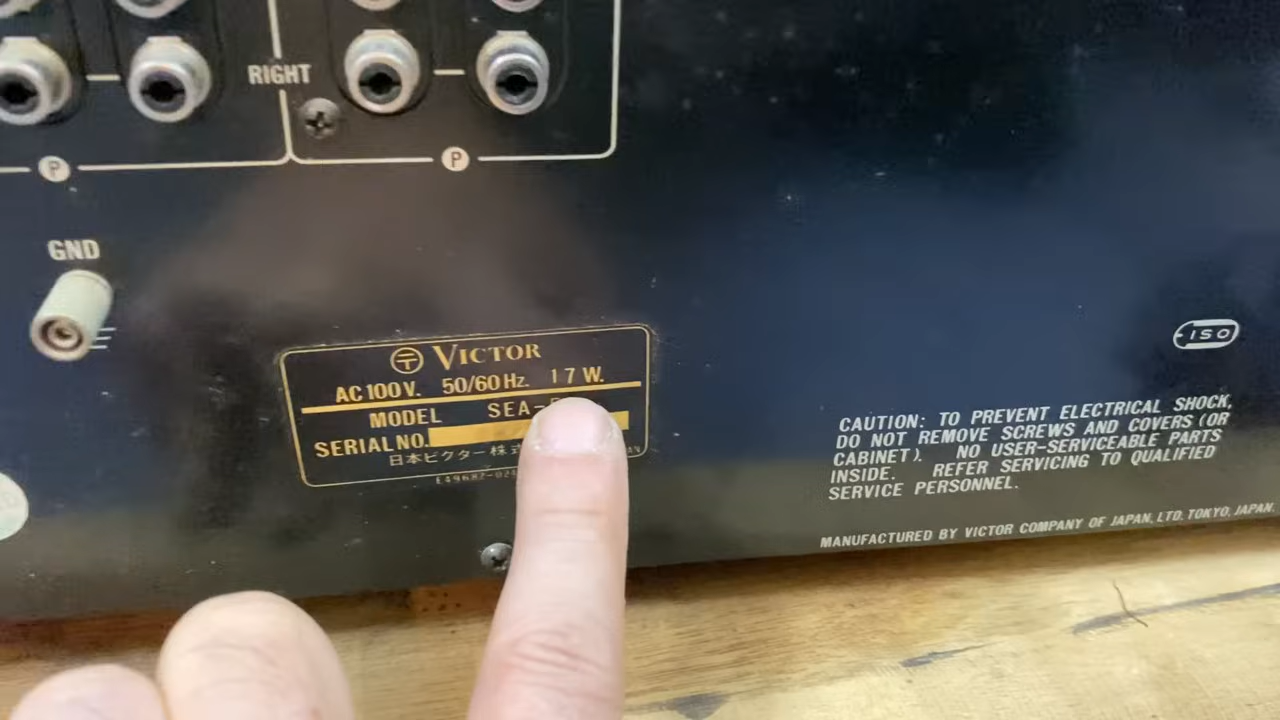 RIGHT
P
P
GND
VICTOR
AC 100 V. 50/60 Hz. 17 W.
MODEL SEA-
SERIAL NO.
日本ビクター株式
ISO
CAUTION: TO PREVENT ELECTRICAL SHOCK,
DO NOT REMOVE SCREWS AND COVERS (OR
CABINET). NO USER-SERVICEABLE PARTS
INSIDE. REFER SERVICING TO QUALIFIED
SERVICE PERSONNEL.
MANUFACTURED BY VICTOR COMPANY OF JAPAN, LTD, TOKYO, JAPAN.